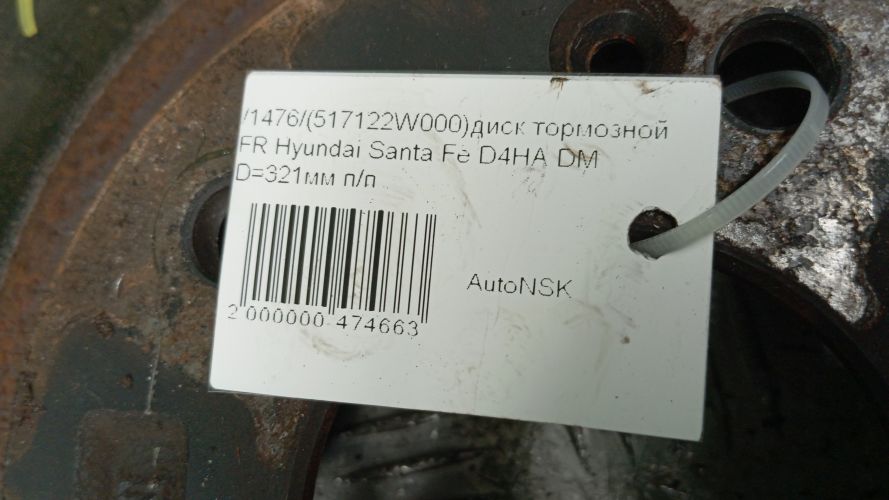 /1476/(517122W000)диск тормозной
FR Hyundai Santa Fe D4HA DM
D=321мм п/п
AutoNSK
2 000000 474663